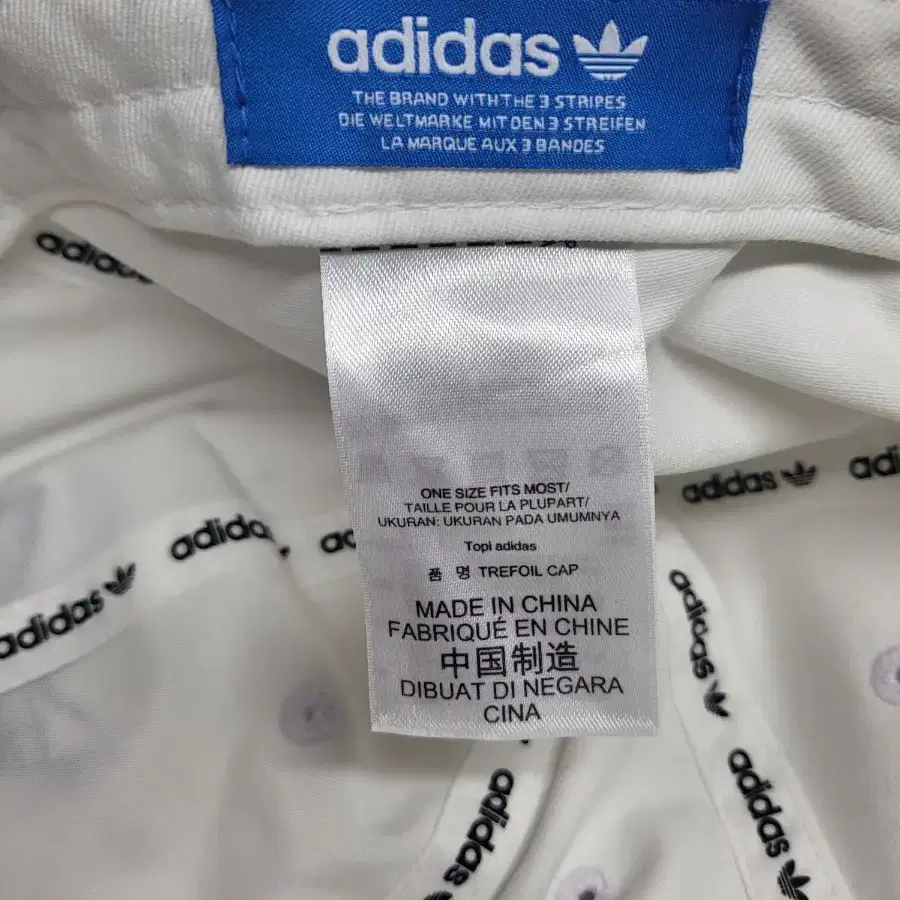 adidas
THE BRAND WITH THE 3 STRIPES
DIE WELTMARKE MIT DEN 3 STREIFEN
LA MARQUE AUX 3 BANDES
adidas
adidas
adidas
adidas
ONE SIZE FITS MOST/
TAILLE POUR LA PLUPART/
UKURAN: UKURAN PADA UMUMNYA
Topi adidas
품 명 TREFOIL CAP
MADE IN CHINA
FABRIQUÉ EN CHINE
中国制造
DIBUAT DI NEGARA
CINA
adidas
adidas
adidas